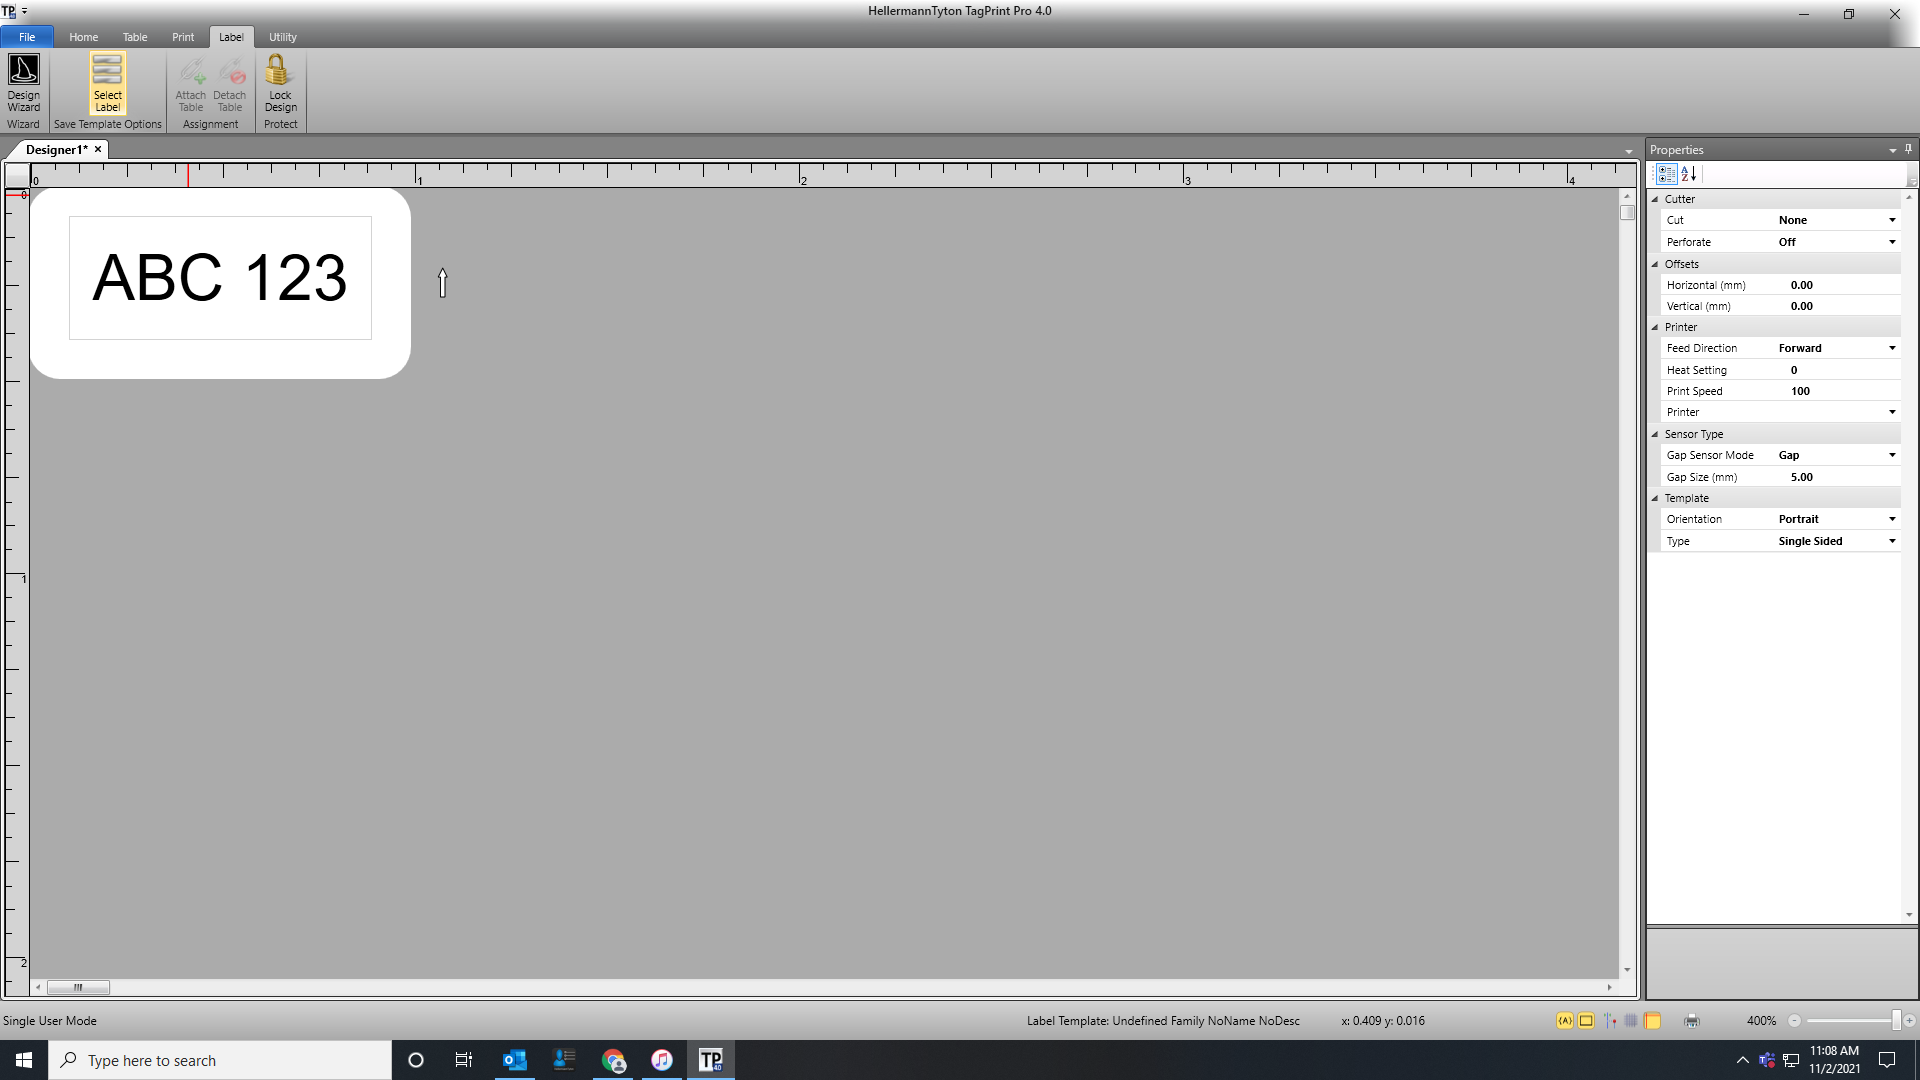 TP
HellermannTyton TagPrint Pro 4.0
File Home Table Print Label Utility
Design Wizard
Select Label
Attach Table
Detach Table
Lock Design
Wizard Save Template Options Assignment Protect
Designer1* ×
0 1 2 3 4
0
1
2
ABC 123
Properties
Cutter
Cut None
Perforate Off
Offsets
Horizontal (mm) 0.00
Vertical (mm) 0.00
Printer
Feed Direction Forward
Heat Setting 0
Print Speed 100
Printer
Sensor Type
Gap Sensor Mode Gap
Gap Size (mm) 5.00
Template
Orientation Portrait
Type Single Sided
Single User Mode
Label Template: Undefined Family NoName NoDesc
x: 0.409 y: 0.016
{A}
400%
Type here to search
TP 4.0
11:08 AM
11/2/2021